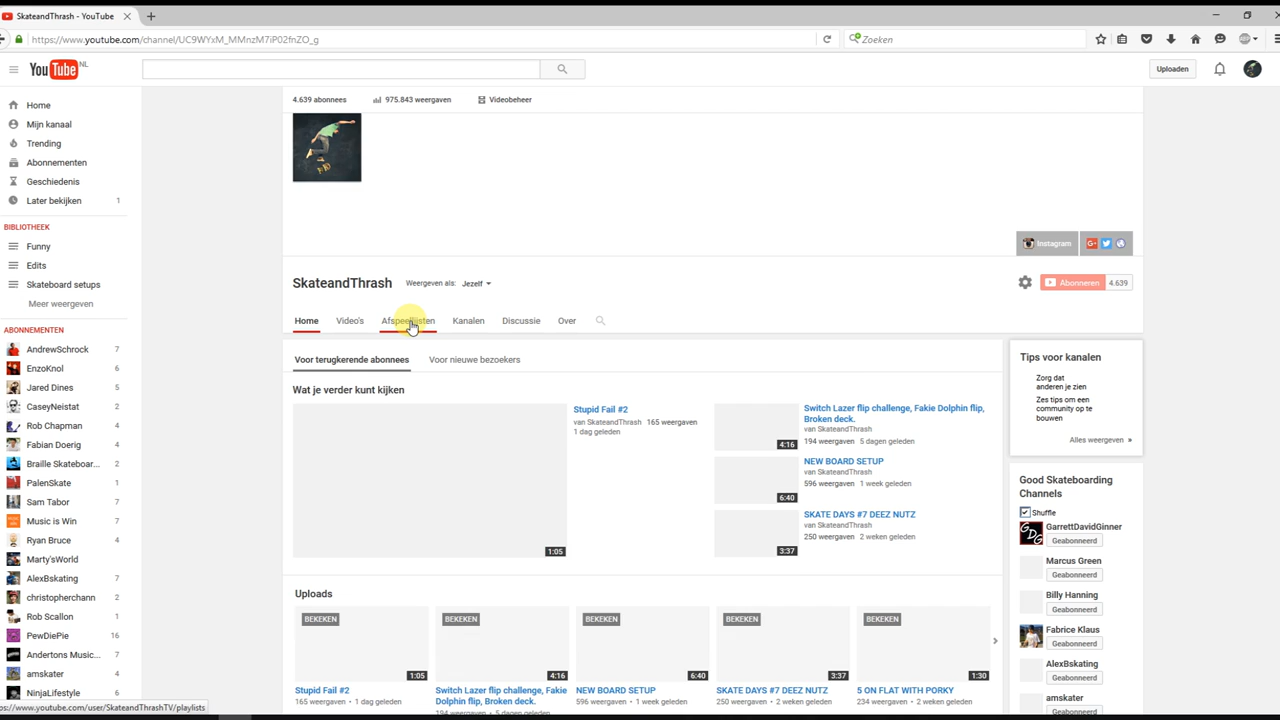 SkateandThrash - YouTube
https://www.youtube.com/channel/UC9WYxM_MMnzM7iP02fnZO_g
Zoeken
YouTube NL
Uploaden
Home
Mijn kanaal
Trending
Abonnementen
Geschiedenis
Later bekijken 1
BIBLIOTHEEK
Funny
Edits
Skateboard setups
Meer weergeven
ABONNEMENTEN
AndrewSchrock 7
EnzoKnol 6
Jared Dines 5
CaseyNeistat 2
Rob Chapman 4
Fabian Doerig 4
Braille Skateboar... 2
PalenSkate 1
Sam Tabor 7
Music is Win 7
Ryan Bruce 4
Marty'sWorld
AlexBskating 7
christopherchann 2
Rob Scallon 1
PewDiePie 16
Andertons Music... 7
amskater 4
NinjaLifestyle 6
ps://www.youtube.com/user/SkateandThrashTV/playlists
4.639 abonnees 975.843 weergaven Videobeheer
Instagram
SkateandThrash Weergeven als: Jezelf
Abonneren 4.639
Home Video's Afspeellijsten Kanalen Discussie Over
Voor terugkerende abonnees Voor nieuwe bezoekers
Wat je verder kunt kijken
1:05
Stupid Fail #2
van SkateandThrash 165 weergaven
1 dag geleden
4:16
Switch Lazer flip challenge, Fakie Dolphin flip,
Broken deck.
van SkateandThrash
194 weergaven 5 dagen geleden
6:40
NEW BOARD SETUP
van SkateandThrash
596 weergaven 1 week geleden
3:37
SKATE DAYS #7 DEEZ NUTZ
van SkateandThrash
250 weergaven 2 weken geleden
Uploads
BEKEKEN BEKEKEN BEKEKEN BEKEKEN BEKEKEN
1:05 4:16 6:40 3:37 1:30
Stupid Fail #2
165 weergaven • 1 dag geleden
Switch Lazer flip challenge, Fakie
Dolphin flip, Broken deck.
194 weergaven • 5 dagen geleden
NEW BOARD SETUP
596 weergaven • 1 week geleden
SKATE DAYS #7 DEEZ NUTZ
250 weergaven • 2 weken geleden
5 ON FLAT WITH PORKY
234 weergaven • 2 weken geleden
Tips voor kanalen
Zorg dat
anderen je zien
Zes tips om een
community op te
bouwen
Alles weergeven »
Good Skateboarding
Channels
Shuffle
GDG
GarrettDavidGinner
Geabonneerd
Marcus Green
Geabonneerd
Billy Hanning
Geabonneerd
Fabrice Klaus
Geabonneerd
AlexBskating
Geabonneerd
amskater
Geabonneerd